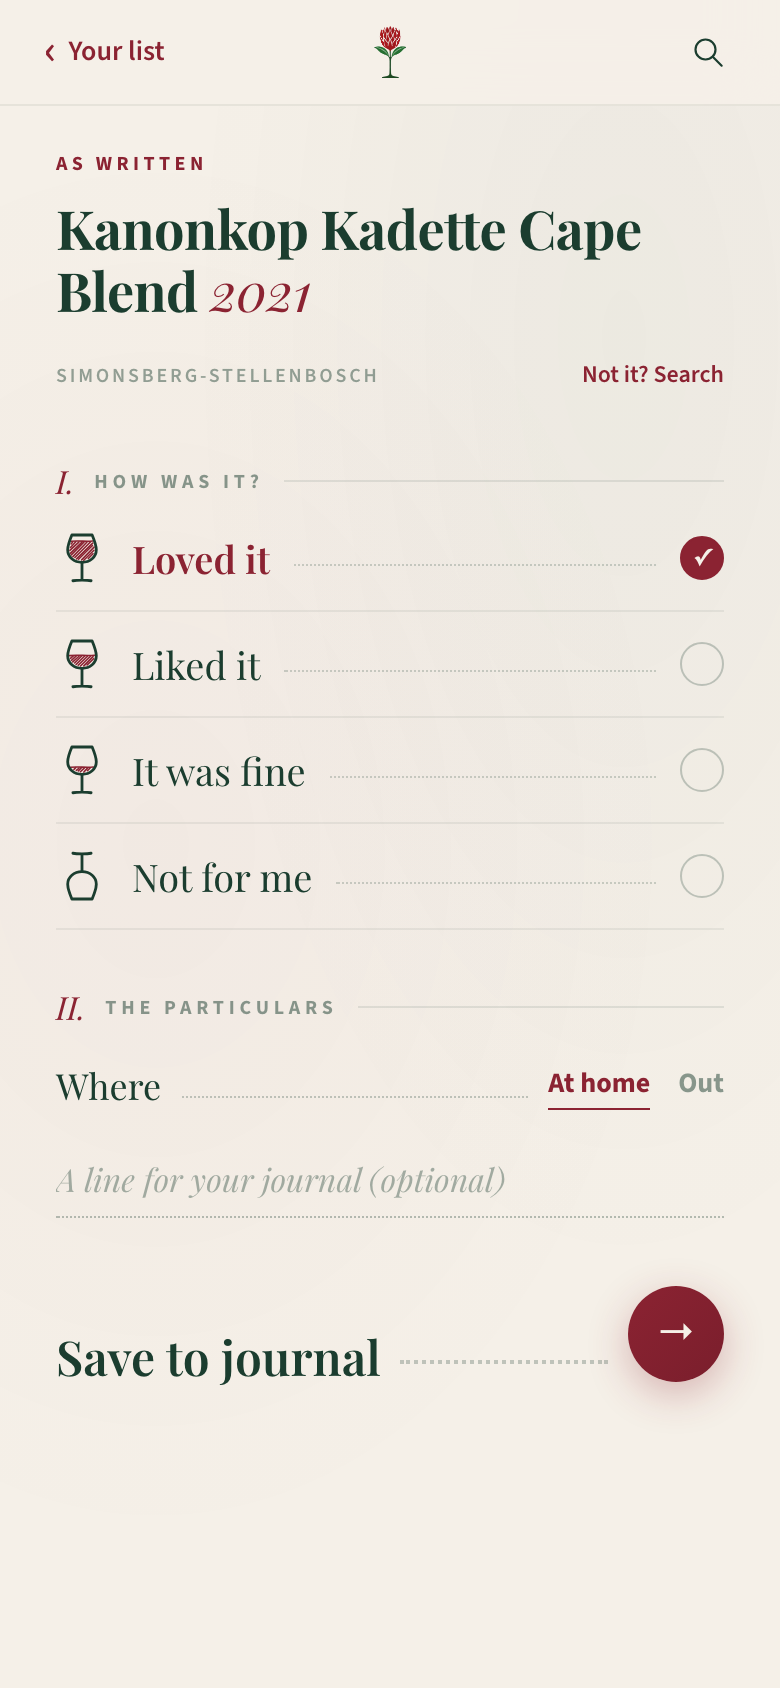 ‹ Your list
AS WRITTEN
Kanonkop Kadette Cape
Blend 2021
SIMONSBERG-STELLENBOSCH
Not it? Search
I. HOW WAS IT?
Loved it
Liked it
It was fine
Not for me
II. THE PARTICULARS
Where
At home
Out
A line for your journal (optional)
Save to journal →